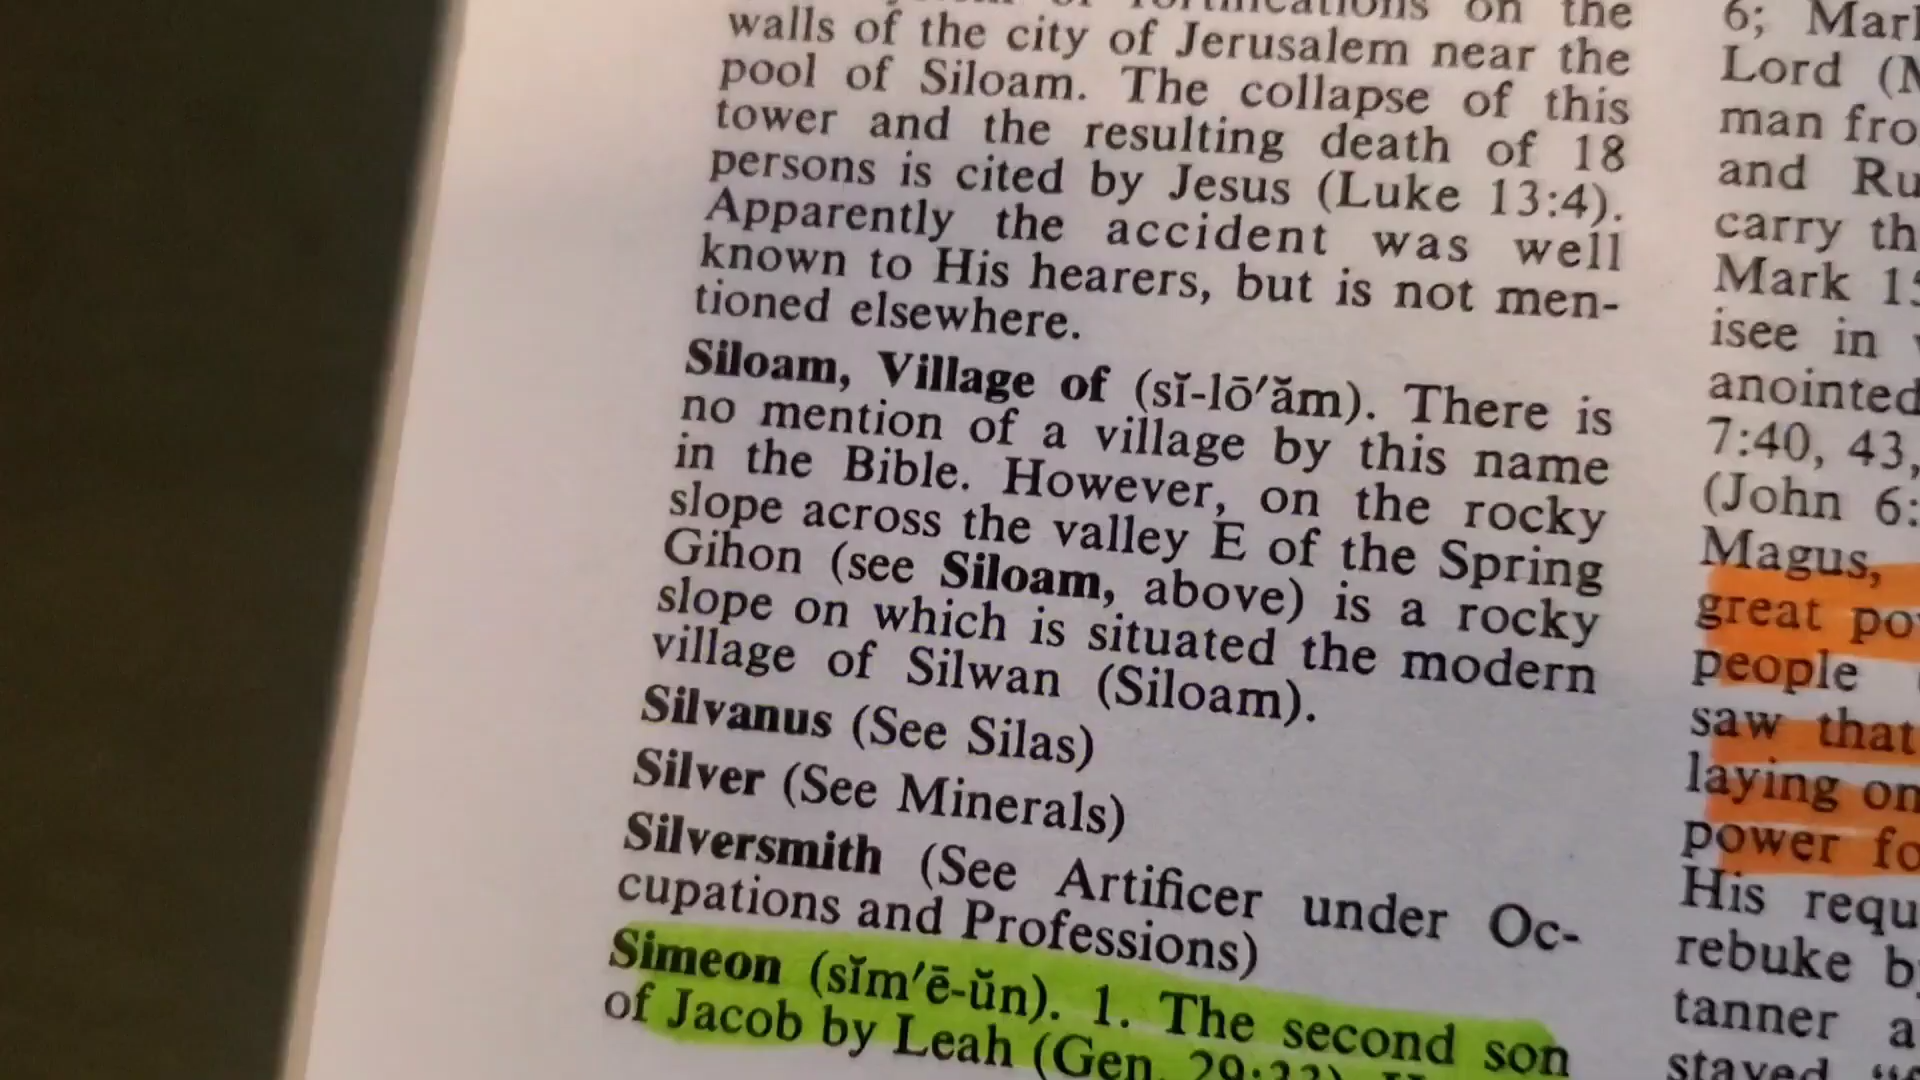 fortifications on the
walls of the city of Jerusalem near the
pool of Siloam. The collapse of this
tower and the resulting death of 18
persons is cited by Jesus (Luke 13:4).
Apparently the accident was well
known to His hearers, but is not men-
tioned elsewhere.
Siloam, Village of (sĭ-lō′ăm). There is
no mention of a village by this name
in the Bible. However, on the rocky
slope across the valley E of the Spring
Gihon (see Siloam, above) is a rocky
slope on which is situated the modern
village of Silwan (Siloam).
Silvanus (See Silas)
Silver (See Minerals)
Silversmith (See Artificer under Oc-
cupations and Professions)
Simeon (sĭm′ē-ŭn). 1. The second son
of Jacob by Leah (Gen. 29:33).
6; Mar
Lord (
man fro
and Ru
carry th
Mark 15
isee in
anointed
7:40, 43,
(John 6:
Magus,
great po
people
saw that
laying on
power fo
His requ
rebuke b
tanner a
stayed